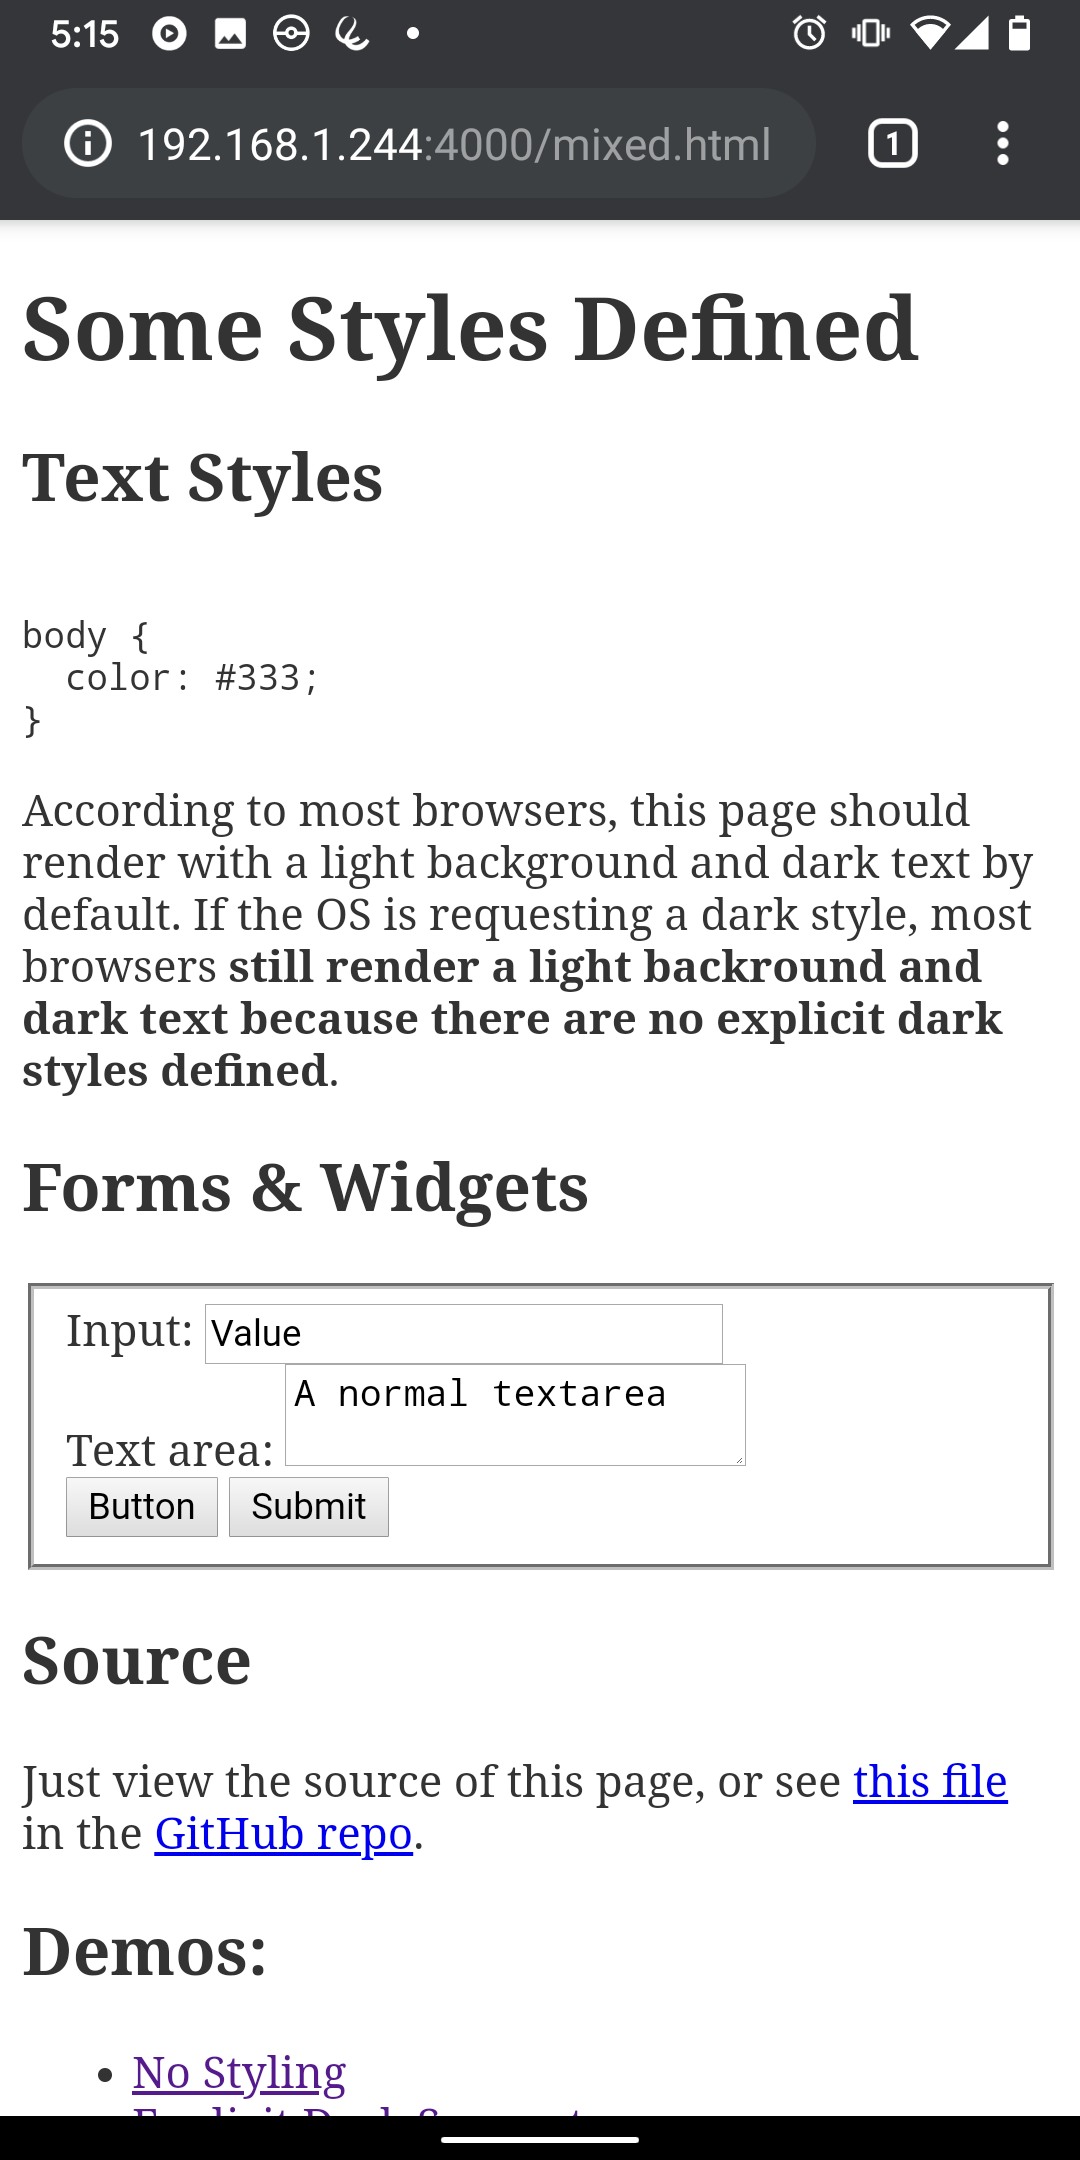 5:15
192.168.1.244:4000/mixed.html
1
Some Styles Defined
Text Styles
body {
  color: #333;
}
According to most browsers, this page should
render with a light background and dark text by
default. If the OS is requesting a dark style, most
browsers still render a light backround and
dark text because there are no explicit dark
styles defined.
Forms & Widgets
Input: Value
A normal textarea
Text area:
Button Submit
Source
Just view the source of this page, or see this file
in the GitHub repo.
Demos:
• No Styling